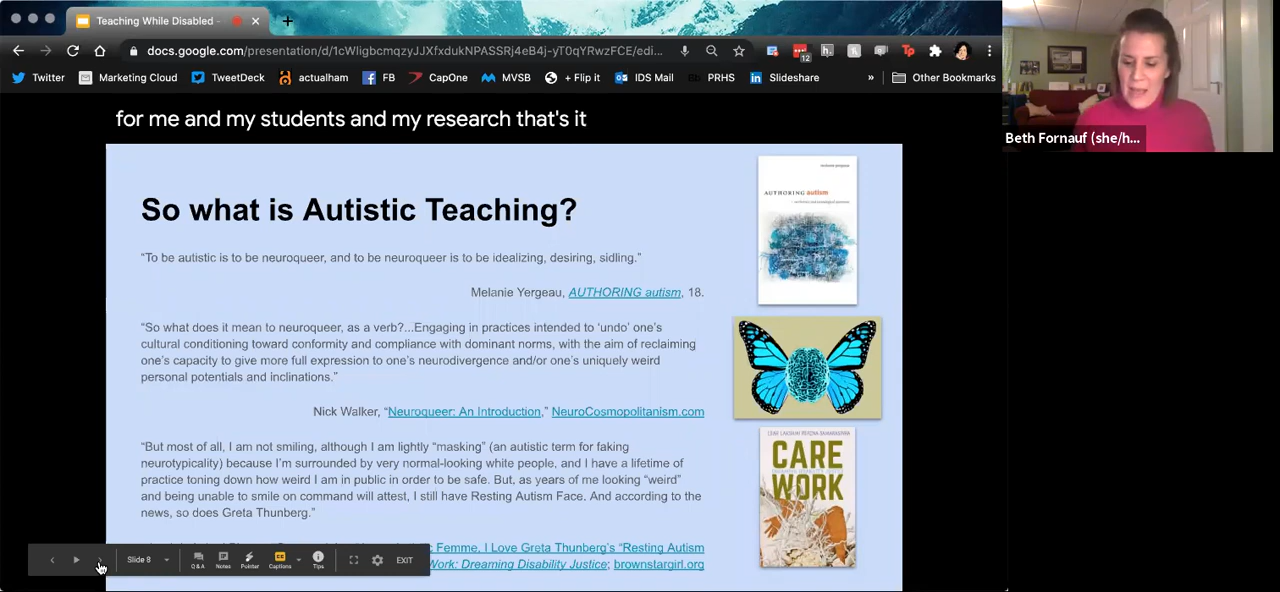 Teaching While Disabled -
docs.google.com/presentation/d/1cWligbcmqzyJJXfxdukNPASSRj4eB4j-yT0qYRwzFCE/edi...
12
Tp
Twitter
Marketing Cloud
TweetDeck
actualham
FB
CapOne
MVSB
+ Flip it
IDS Mail
PRHS
Slideshare
»
Other Bookmarks
Beth Fornauf (she/h...
for me and my students and my research that's it
So what is Autistic Teaching?
“To be autistic is to be neuroqueer, and to be neuroqueer is to be idealizing, desiring, sidling.”
Melanie Yergeau, AUTHORING autism, 18.
“So what does it mean to neuroqueer, as a verb?...Engaging in practices intended to ‘undo’ one’s
cultural conditioning toward conformity and compliance with dominant norms, with the aim of reclaiming
one’s capacity to give more full expression to one’s neurodivergence and/or one’s uniquely weird
personal potentials and inclinations.”
Nick Walker, “Neuroqueer: An Introduction,” NeuroCosmopolitanism.com
“But most of all, I am not smiling, although I am lightly “masking” (an autistic term for faking
neurotypicality) because I’m surrounded by very normal-looking white people, and I have a lifetime of
practice toning down how weird I am in public in order to be safe. But, as years of me looking “weird”
and being unable to smile on command will attest, I still have Resting Autism Face. And according to the
news, so does Greta Thunberg.”
Femme, I Love Greta Thunberg’s “Resting Autism
Work: Dreaming Disability Justice; brownstargirl.org
AUTHORING autism
CARE
WORK
Slide 8
Q & A
Notes
Pointer
Captions
Tips
EXIT